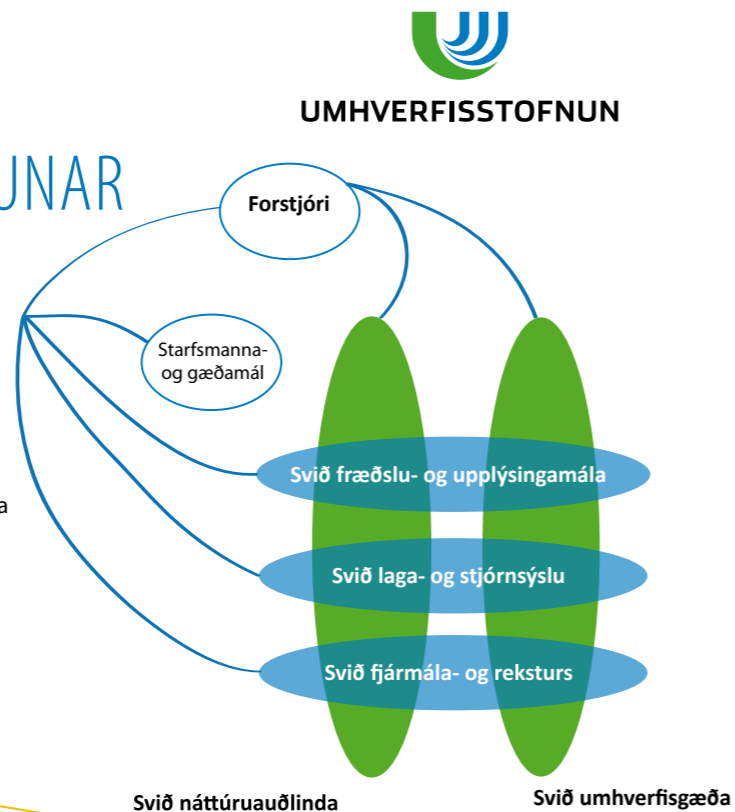 UMHVERFISSTOFNUN
UNAR
Forstjóri
Starfsmanna-
og gæðamál
Svið fræðslu- og upplýsingamála
a
Svið laga- og stjórnsýslu
Svið fjármála- og reksturs
Svið náttúruauðlinda
Svið umhverfisgæða